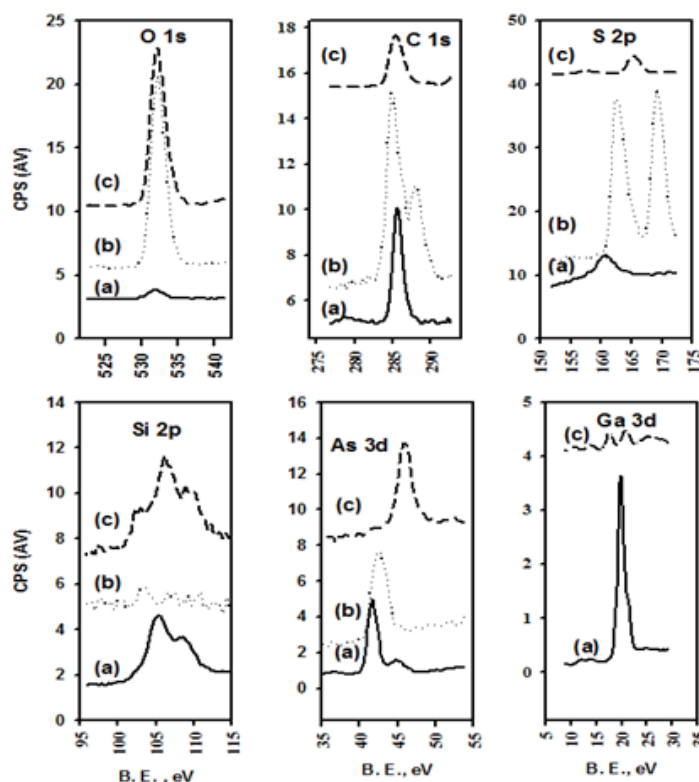 O 1s
CPS (AV)
25
20
15
10
5
0
(c)
(b)
(a)
525
530
535
540
C 1s
18
16
14
12
10
8
6
(c)
(b)
(a)
275
280
285
290
S 2p
50
40
30
20
10
0
(c)
(b)
(a)
150
155
160
165
170
175
Si 2p
CPS (AV)
14
12
10
8
6
4
2
0
(c)
(b)
(a)
95
100
105
110
115
B. E. , eV
As 3d
16
14
12
10
8
6
4
2
0
(c)
(b)
(a)
35
40
45
50
55
B. E., eV
Ga 3d
5
4
3
2
1
0
(c)
(a)
5
10
15
20
25
30
35
B. E., eV